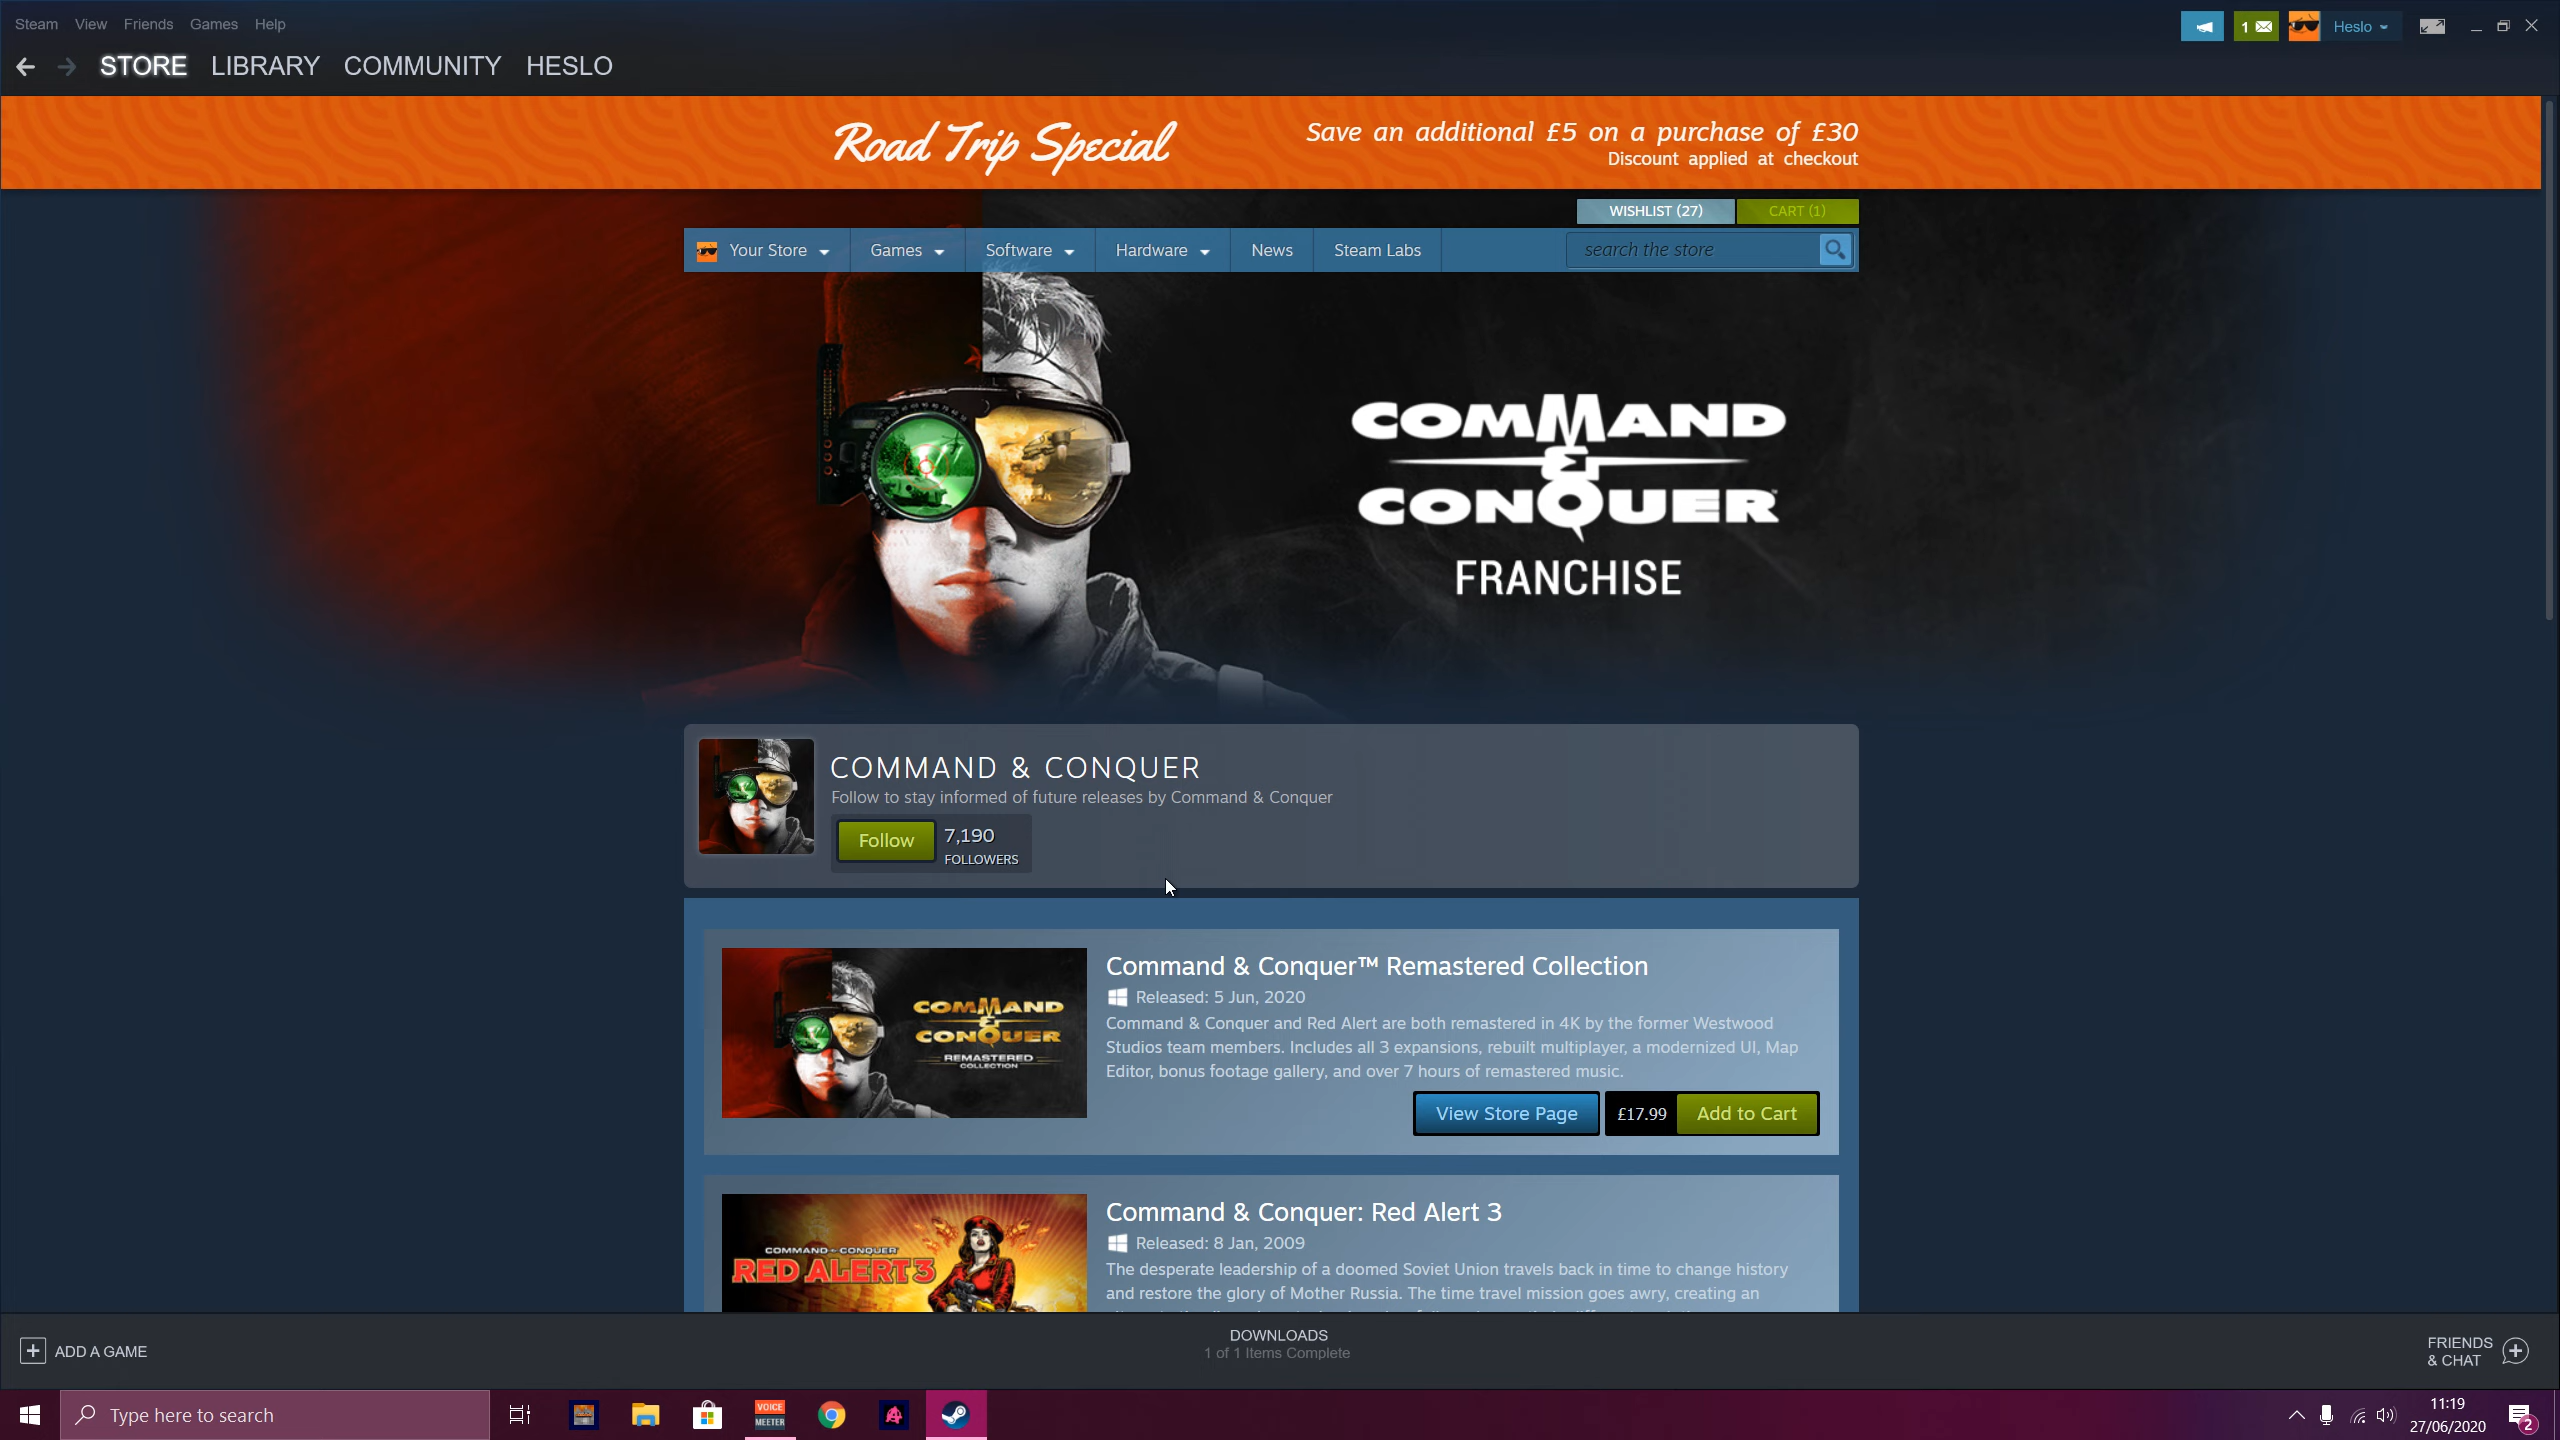 Steam View Friends Games Help
1
Heslo
STORE LIBRARY COMMUNITY HESLO
Road Trip Special
Save an additional £5 on a purchase of £30
Discount applied at checkout
WISHLIST (27) CART (1)
Your Store Games Software Hardware News Steam Labs
search the store
COMMAND
&
CONQUER
FRANCHISE
COMMAND & CONQUER
Follow to stay informed of future releases by Command & Conquer
Follow
7,190
FOLLOWERS
COMMAND
&
CONQUER
REMASTERED
COLLECTION
Command & Conquer™ Remastered Collection
Released: 5 Jun, 2020
Command & Conquer and Red Alert are both remastered in 4K by the former Westwood
Studios team members. Includes all 3 expansions, rebuilt multiplayer, a modernized UI, Map
Editor, bonus footage gallery, and over 7 hours of remastered music.
View Store Page £17.99 Add to Cart
COMMAND & CONQUER
RED ALERT 3
Command & Conquer: Red Alert 3
Released: 8 Jan, 2009
The desperate leadership of a doomed Soviet Union travels back in time to change history
and restore the glory of Mother Russia. The time travel mission goes awry, creating an
ADD A GAME
DOWNLOADS
1 of 1 Items Complete
FRIENDS
& CHAT
Type here to search
VOICE
MEETER
11:19
27/06/2020
2